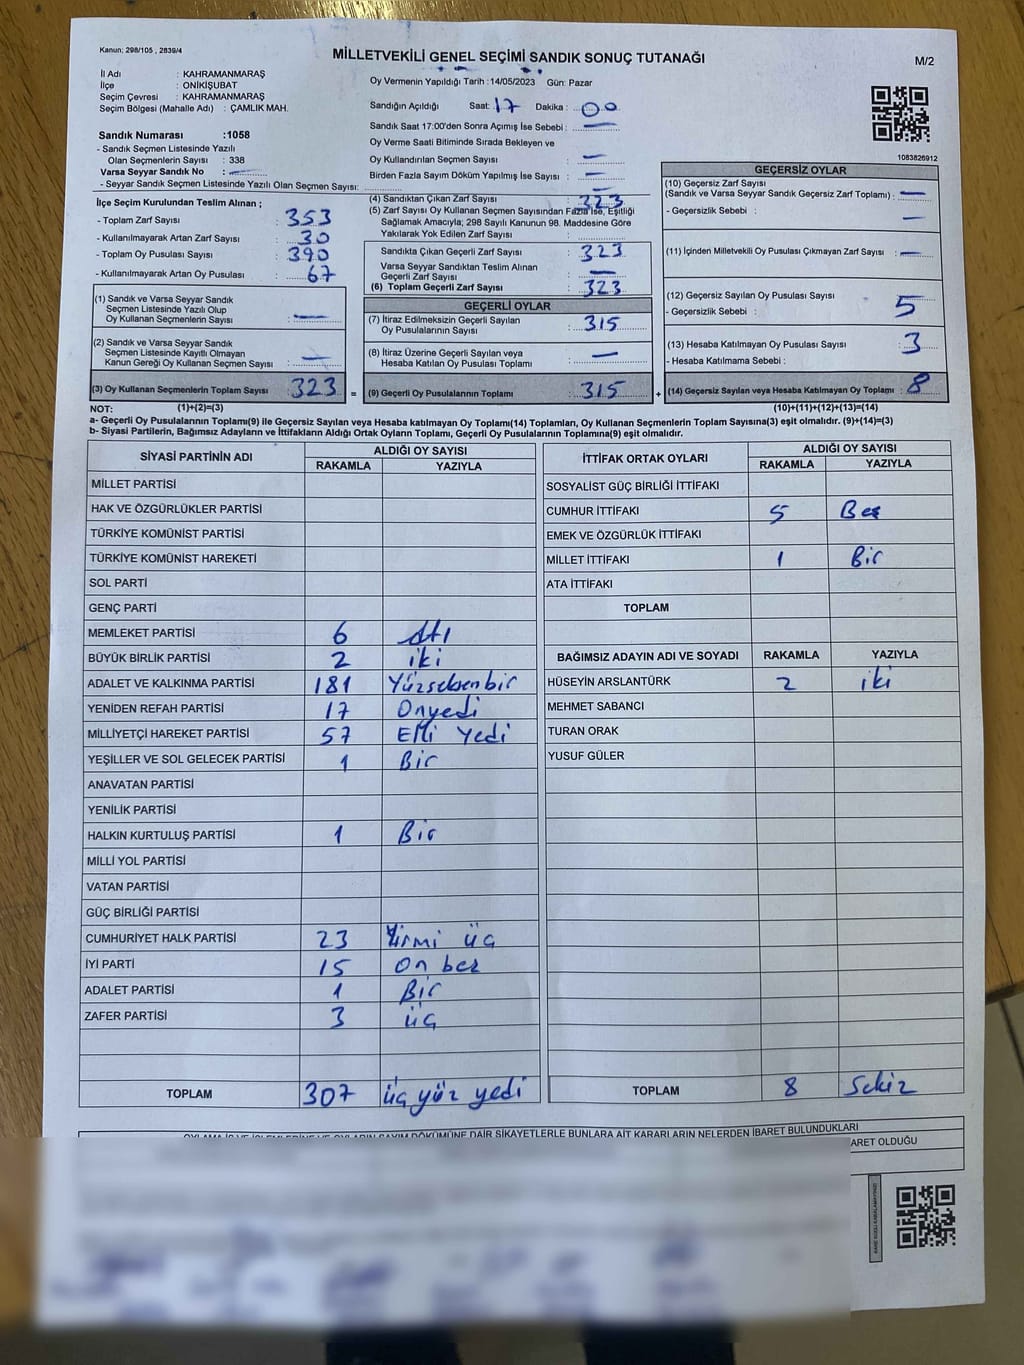 Kanun: 298/105 , 2839/4
MİLLETVEKİLİ GENEL SEÇİMİ SANDIK SONUÇ TUTANAĞI
M/2
İl Adı : KAHRAMANMARAŞ
İlçe : ONİKİŞUBAT
Seçim Çevresi : KAHRAMANMARAŞ
Seçim Bölgesi (Mahalle Adı) : ÇAMLIK MAH.
Sandık Numarası :1058
- Sandık Seçmen Listesinde Yazılı
Olan Seçmenlerin Sayısı : 338
Varsa Seyyar Sandık No : —
- Seyyar Sandık Seçmen Listesinde Yazılı Olan Seçmen Sayısı:
Oy Vermenin Yapıldığı Tarih :14/05/2023 Gün: Pazar
Sandığın Açıldığı Saat: 17 Dakika : 00
Sandık Saat 17:00'den Sonra Açımış İse Sebebi : —
Oy Verme Saati Bitiminde Sırada Bekleyen ve
Oy Kullandırılan Seçmen Sayısı : —
Birden Fazla Sayım Döküm Yapılmış İse Sayısı : —
1083826912
İlçe Seçim Kurulundan Teslim Alınan ;
- Toplam Zarf Sayısı : 353
- Kullanılmayarak Artan Zarf Sayısı : 30
- Toplam Oy Pusulası Sayısı : 390
- Kullanılmayarak Artan Oy Pusulası : 67
(1) Sandık ve Varsa Seyyar Sandık
Seçmen Listesinde Yazılı Olup
Oy Kullanan Seçmenlerin Sayısı : —
(2) Sandık ve Varsa Seyyar Sandık
Seçmen Listesinde Kayıtlı Olmayan
Kanun Gereği Oy Kullanan Seçmen Sayısı : —
(3) Oy Kullanan Seçmenlerin Toplam Sayısı : 323 =
(1)+(2)=(3)
(4) Sandıktan Çıkan Zarf Sayısı : 323
(5) Zarf Sayısı Oy Kullanan Seçmen Sayısından Fazla İse, Eşitliği
Sağlamak Amacıyla; 298 Sayılı Kanunun 98. Maddesine Göre
Yakılarak Yok Edilen Zarf Sayısı :
Sandıkta Çıkan Geçerli Zarf Sayısı : 323
Varsa Seyyar Sandıktan Teslim Alınan
Geçerli Zarf Sayısı : —
(6) Toplam Geçerli Zarf Sayısı : 323
GEÇERLİ OYLAR
(7) İtiraz Edilmeksizin Geçerli Sayılan
Oy Pusulalarının Sayısı : 315
(8) İtiraz Üzerine Geçerli Sayılan veya
Hesaba Katılan Oy Pusulası Toplamı : —
(9) Geçerli Oy Pusulalarının Toplamı : 315 +
GEÇERSİZ OYLAR
(10) Geçersiz Zarf Sayısı
(Sandık ve Varsa Seyyar Sandık Geçersiz Zarf Toplamı) : —
- Geçersizlik Sebebi : —
(11) İçinden Milletvekili Oy Pusulası Çıkmayan Zarf Sayısı : —
(12) Geçersiz Sayılan Oy Pusulası Sayısı : 5
- Geçersizlik Sebebi :
(13) Hesaba Katılmayan Oy Pusulası Sayısı : 3
- Hesaba Katılmama Sebebi :
(14) Geçersiz Sayılan veya Hesaba Katılmayan Oy Toplamı : 8
(10)+(11)+(12)+(13)=(14)
NOT:
a- Geçerli Oy Pusulalarının Toplamı(9) ile Geçersiz Sayılan veya Hesaba Katılmayan Oy Toplamı(14) Toplamları, Oy Kullanan Seçmenlerin Toplam Sayısına(3) eşit olmalıdır. (9)+(14)=(3)
b- Siyasi Partilerin, Bağımsız Adayların ve İttifakların Aldığı Ortak Oyların Toplamı, Geçerli Oy Pusulalarının Toplamına(9) eşit olmalıdır.
SİYASİ PARTİNİN ADI ALDIĞI OY SAYISI
RAKAMLA YAZIYLA
MİLLET PARTİSİ
HAK VE ÖZGÜRLÜKLER PARTİSİ
TÜRKİYE KOMÜNİST PARTİSİ
TÜRKİYE KOMÜNİST HAREKETİ
SOL PARTİ
GENÇ PARTİ
MEMLEKET PARTİSİ 6 Altı
BÜYÜK BİRLİK PARTİSİ 2 iki
ADALET VE KALKINMA PARTİSİ 181 Yüzseksenbir
YENİDEN REFAH PARTİSİ 17 Onyedi
MİLLİYETÇİ HAREKET PARTİSİ 57 Elli Yedi
YEŞİLLER VE SOL GELECEK PARTİSİ 1 Bir
ANAVATAN PARTİSİ
YENİLİK PARTİSİ
HALKIN KURTULUŞ PARTİSİ 1 Bir
MİLLİ YOL PARTİSİ
VATAN PARTİSİ
GÜÇ BİRLİĞİ PARTİSİ
CUMHURİYET HALK PARTİSİ 23 Yirmi üç
İYİ PARTİ 15 On beş
ADALET PARTİSİ 1 Bir
ZAFER PARTİSİ 3 üç
TOPLAM 307 üç yüz yedi
İTTİFAK ORTAK OYLARI ALDIĞI OY SAYISI
RAKAMLA YAZIYLA
SOSYALİST GÜÇ BİRLİĞİ İTTİFAKI
CUMHUR İTTİFAKI 5 Beş
EMEK VE ÖZGÜRLÜK İTTİFAKI
MİLLET İTTİFAKI 1 Bir
ATA İTTİFAKI
TOPLAM
BAĞIMSIZ ADAYIN ADI VE SOYADI RAKAMLA YAZIYLA
HÜSEYİN ARSLANTÜRK 2 iki
MEHMET SABANCI
TURAN ORAK
YUSUF GÜLER
TOPLAM 8 Sekiz
OYLAMA İŞ VE İŞLEMLERİNE VE OYLARIN SAYIM DÖKÜMÜNE DAİR ŞİKAYETLERLE BUNLARA AİT KARARLARIN NELERDEN İBARET BULUNDUKLARI
ARET OLDUĞU